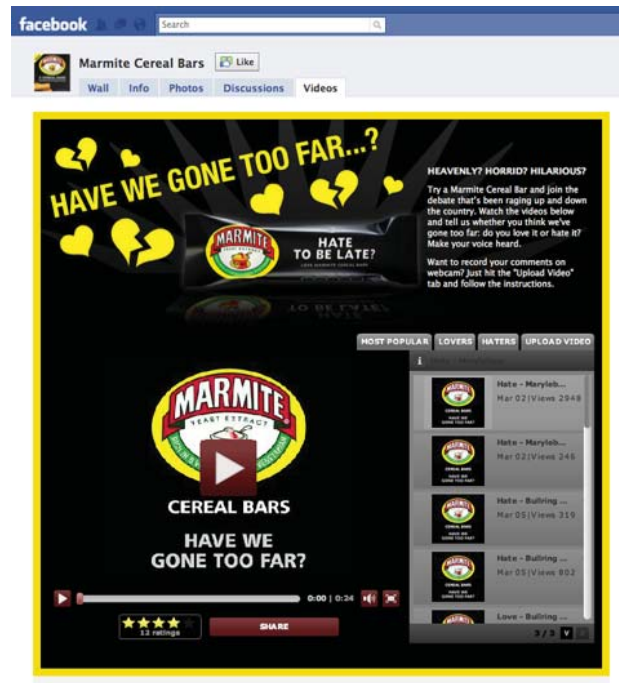 facebook
Search
Marmite Cereal Bars
Like
Wall Info Photos Discussions Videos
HAVE WE GONE TOO FAR...?
MARMITE
YEAST EXTRACT
HATE
TO BE LATE?
LOVE MARMITE CEREAL BARS
HEAVENLY? HORRID? HILARIOUS?
Try a Marmite Cereal Bar and join the
debate that's been raging up and down
the country. Watch the videos below
and tell us whether you think we've
gone too far: do you love it or hate it?
Make your voice heard.
Want to record your comments on
webcam? Just hit the "Upload Video"
tab and follow the instructions.
MOST POPULAR LOVERS HATERS UPLOAD VIDEO
MARMITE
YEAST EXTRACT
CEREAL BARS
HAVE WE
GONE TOO FAR?
0:00 | 0:24
12 ratings
SHARE
i
Hate - Maryleb...
Mar 02|Views 2948
Hate - Maryleb...
Mar 02|Views 246
Hate - Bullring ...
Mar 05|Views 319
Hate - Bullring ...
Mar 05|Views 802
Love - Bullring ...
3 / 3